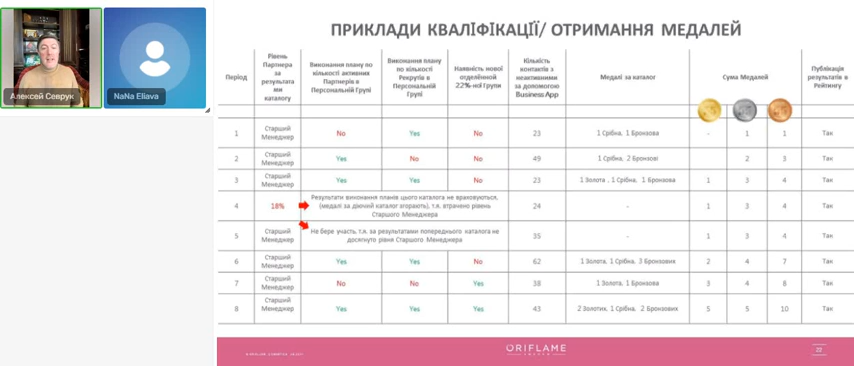 Алексей Севрук
NaNa Eliava
ПРИКЛАДИ КВАЛІФІКАЦІЇ/ ОТРИМАННЯ МЕДАЛЕЙ
Період
Рівень
Партнера
за
результата
ми
каталогу
Виконання плану по
кількості активних
Партнерів в
Персональній Групі
Виконання плану
по кількості
Рекрутів в
Персональній
Групі
Наявність нової
отделённой
22%-ної Групи
Кількість
контактів з
неактивними
за допомогою
Business App
Медалі за каталог
Сума Медалей
Публікація
результатів в
Рейтингу
1 Старший Менеджер No Yes No 23 1 Срібна, 1 Бронзова - 1 1 Так
2 Старший Менеджер Yes No No 49 1 Срібна, 2 Бронзові 2 3 Так
3 Старший Менеджер Yes Yes No 23 1 Золота , 1 Срібна, 1 Бронзова 1 3 4 Так
4 18% Результати виконання планів цього каталога не враховуються,
(медалі за діючий каталог згорають), т.я. втрачено рівень
Старшого Менеджера
24 - 1 3 4 Так
5 Старший Менеджер Не бере участь, т.я. за результатами попереднього каталога не
досягнуто рівня Старшого Менеджера
35 - 1 3 4 Так
6 Старший Менеджер Yes Yes No 62 1 Золота, 1 Срібна, 3 Бронзових 2 4 7 Так
7 Старший Менеджер No No Yes 38 1 Золота, 1 Бронзова 3 4 8 Так
8 Старший Менеджер Yes Yes Yes 43 2 Золотих, 1 Срібна, 2 Бронзових 5 5 10 Так
ORIFLAME
22